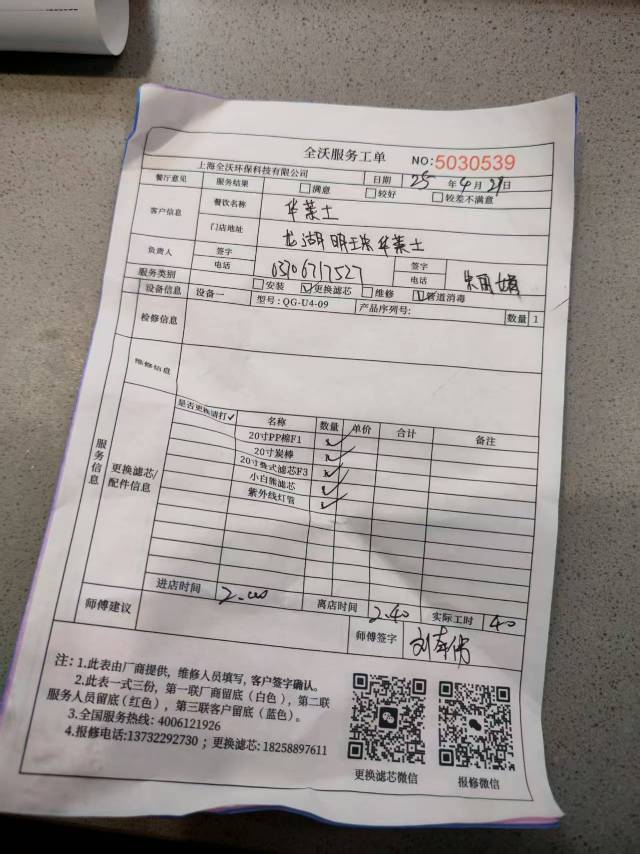 全沃服务工单
NO:5030539
上海全沃环保科技有限公司 日期 25 年 4 月 29 日
餐厅意见 服务结果 满意 较好 较差不满意
客户信息 餐饮名称 华莱士
门店地址 龙湖 明珠华莱士
负责人 签字 签字
电话 03706717527 电话
服务类别 安装 更换滤芯 维修 管道消毒
设备信息 设备一 型号: QG-U4-09 产品序列号: 数量 1
检修信息
维修信息
服务信息
更换滤芯/
配件信息
是否更换请打✓ 名称 数量 单价 合计 备注
20寸PP棉F1 ✓
20寸炭棒 ✓
20寸叠式滤芯F3 ✓
小白熊滤芯 ✓
紫外线灯管 ✓
进店时间 2.00 离店时间 2.40 实际工时 40
师傅建议 师傅签字
注: 1.此表由厂商提供，维修人员填写，客户签字确认。
2.此表一式三份，第一联厂商留底（白色），第二联
服务人员留底(红色），第三联客户留底（蓝色）。
3.全国服务热线: 4006121926
4.报修电话:13732292730 ; 更换滤芯: 18258897611
更换滤芯微信 报修微信